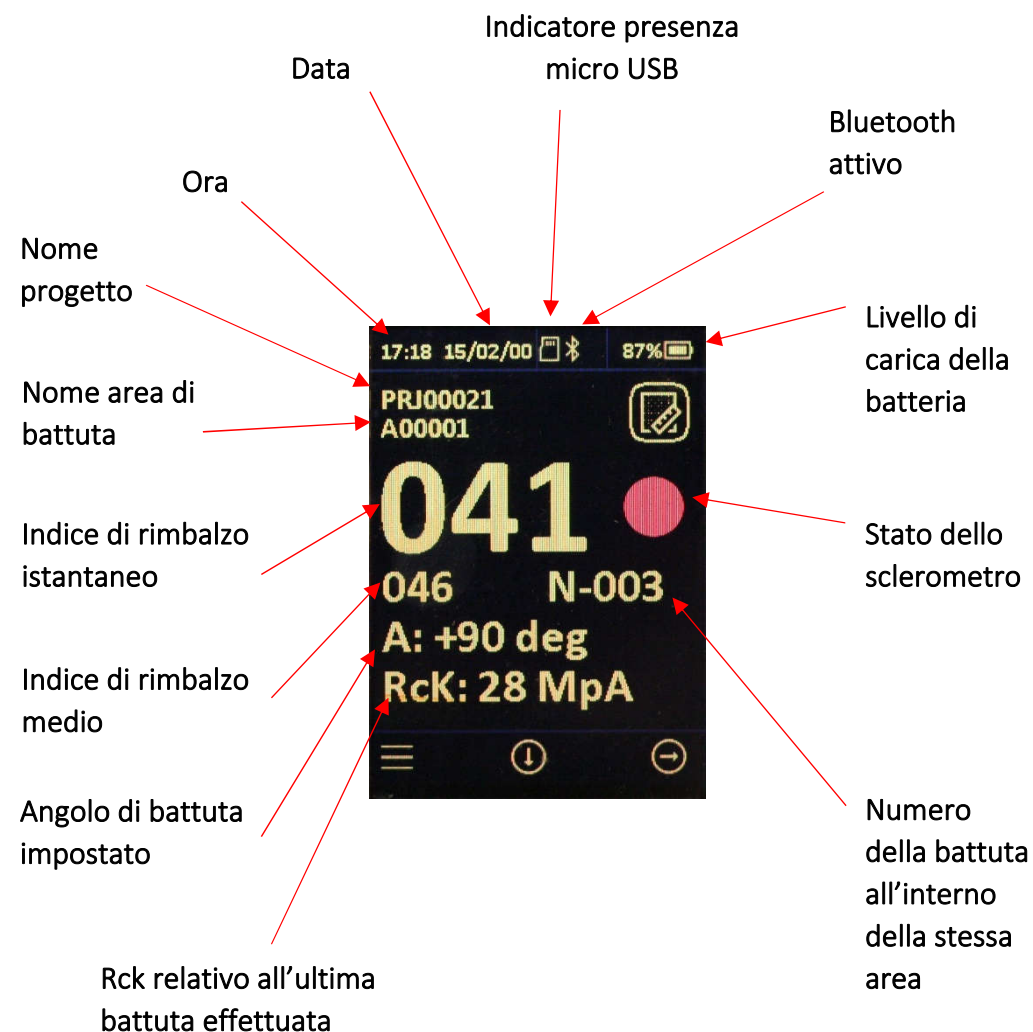 Indicatore presenza
micro USB
Data
Bluetooth
attivo
Ora
Nome
progetto
Livello di
carica della
batteria
Nome area di
battuta
17:18 15/02/00 87%
PRJ00021
A00001
041
046 N-003
A: +90 deg
RcK: 28 MpA
Indice di rimbalzo
istantaneo
Stato dello
sclerometro
Indice di rimbalzo
medio
Angolo di battuta
impostato
Numero
della battuta
all’interno
della stessa
area
Rck relativo all’ultima
battuta effettuata